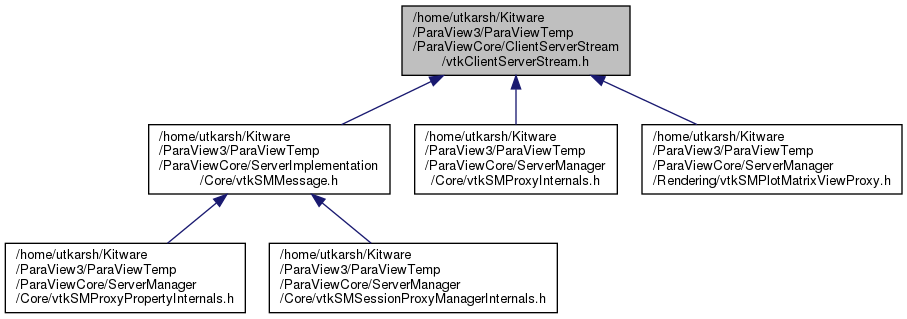 /home/utkarsh/Kitware
/ParaView3/ParaViewTemp
/ParaViewCore/ClientServerStream
/vtkClientServerStream.h
/home/utkarsh/Kitware
/ParaView3/ParaViewTemp
/ParaViewCore/ServerImplementation
/Core/vtkSMMessage.h
/home/utkarsh/Kitware
/ParaView3/ParaViewTemp
/ParaViewCore/ServerManager
/Core/vtkSMProxyInternals.h
/home/utkarsh/Kitware
/ParaView3/ParaViewTemp
/ParaViewCore/ServerManager
/Rendering/vtkSMPlotMatrixViewProxy.h
/home/utkarsh/Kitware
/ParaView3/ParaViewTemp
/ParaViewCore/ServerManager
/Core/vtkSMProxyPropertyInternals.h
/home/utkarsh/Kitware
/ParaView3/ParaViewTemp
/ParaViewCore/ServerManager
/Core/vtkSMSessionProxyManagerInternals.h